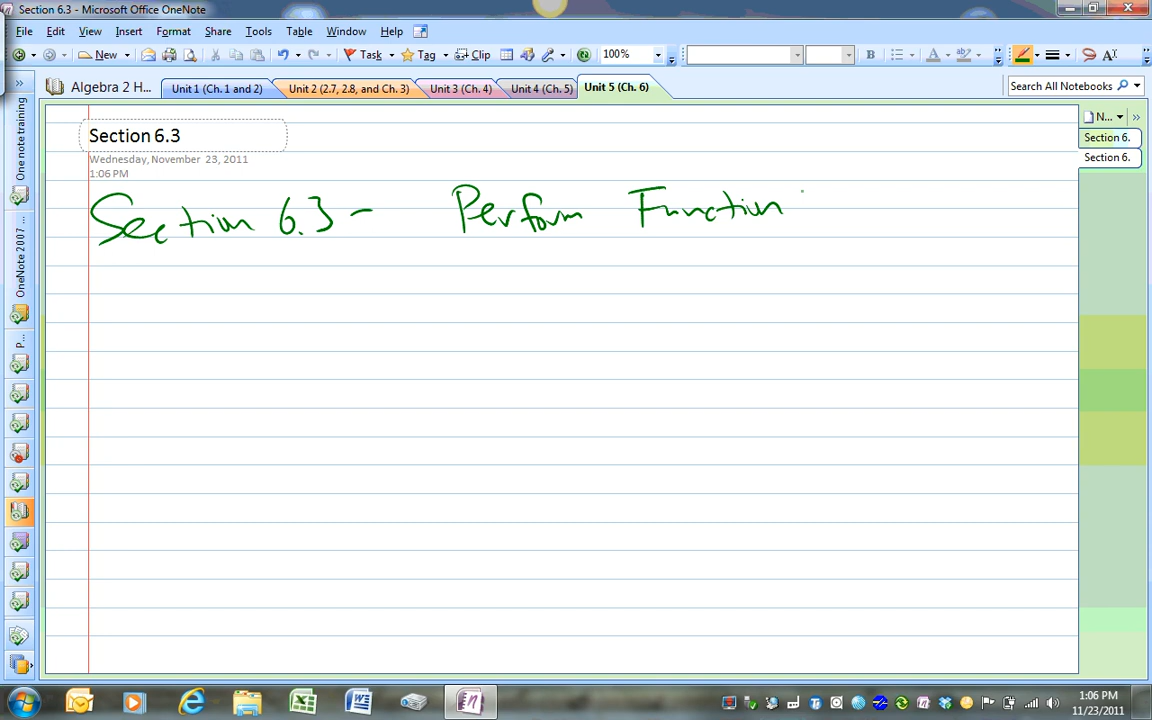 Section 6.3 - Microsoft Office OneNote
File Edit View Insert Format Share Tools Table Window Help
New Task Tag Clip 100% B
Algebra 2 H... Unit 1 (Ch. 1 and 2) Unit 2 (2.7, 2.8, and Ch. 3) Unit 3 (Ch. 4) Unit 4 (Ch. 5) Unit 5 (Ch. 6) Search All Notebooks
One note training
OneNote 2007 ...
P...
N...
Section 6.
Section 6.
Section 6.3
Wednesday, November 23, 2011
1:06 PM
Section 6.3 - Perform Function
1:06 PM
11/23/2011